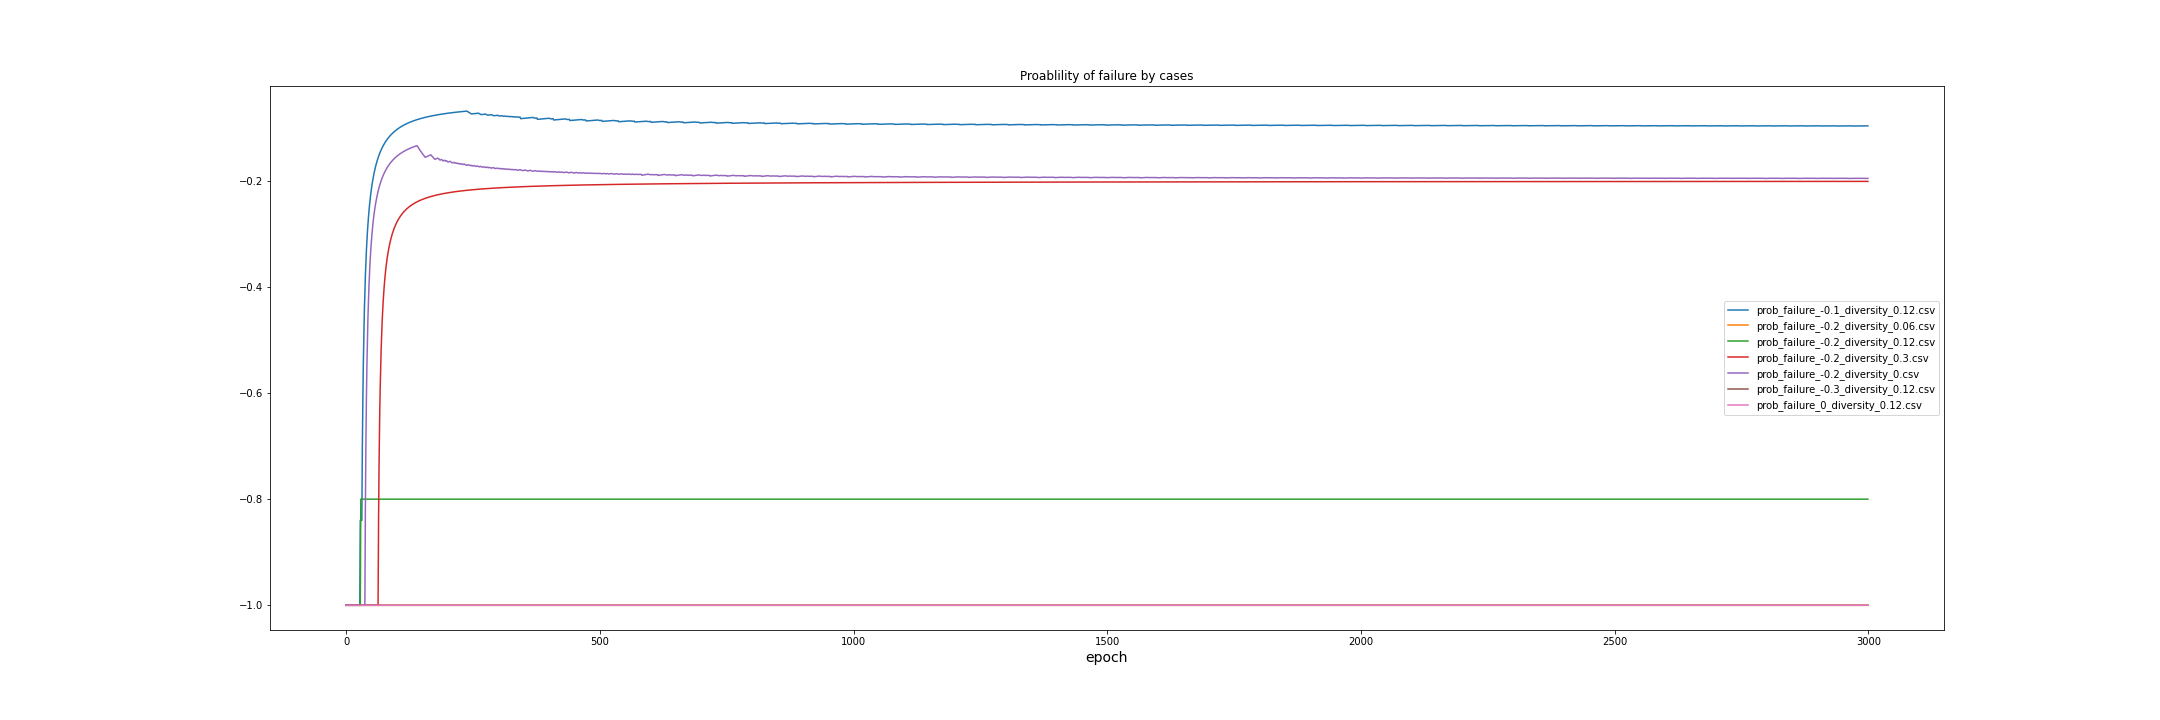 Proablility of failure by cases
−0.2
−0.4
−0.6
−0.8
−1.0
prob_failure_-0.1_diversity_0.12.csv
prob_failure_-0.2_diversity_0.06.csv
prob_failure_-0.2_diversity_0.12.csv
prob_failure_-0.2_diversity_0.3.csv
prob_failure_-0.2_diversity_0.csv
prob_failure_-0.3_diversity_0.12.csv
prob_failure_0_diversity_0.12.csv
0 500 1000 1500 2000 2500 3000
epoch